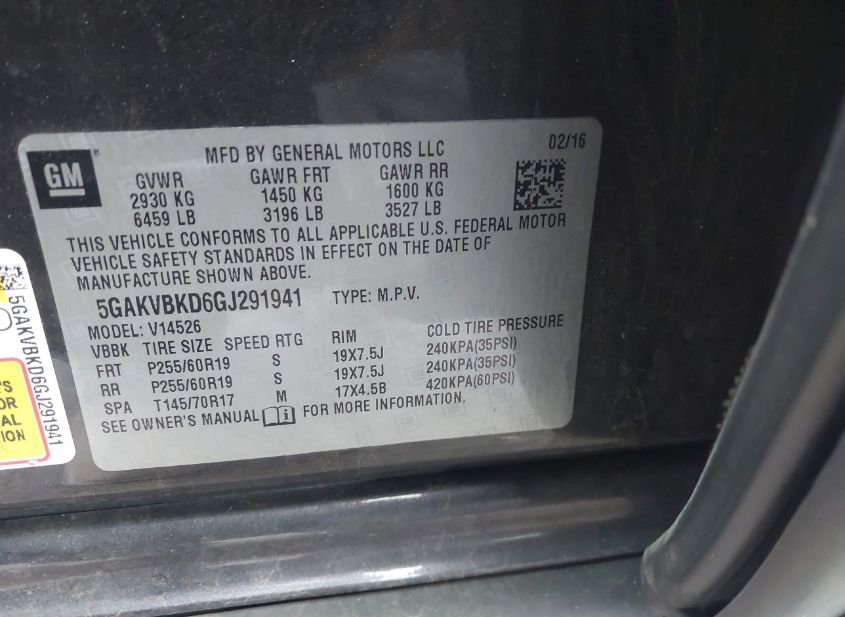 GM
MFD BY GENERAL MOTORS LLC 02/16
GVWR GAWR FRT GAWR RR
2930 KG 1450 KG 1600 KG
6459 LB 3196 LB 3527 LB
THIS VEHICLE CONFORMS TO ALL APPLICABLE U.S. FEDERAL MOTOR
VEHICLE SAFETY STANDARDS IN EFFECT ON THE DATE OF
MANUFACTURE SHOWN ABOVE.
5GAKVBKD6GJ291941 TYPE: M.P.V.
MODEL: V14526
VBBK TIRE SIZE SPEED RTG RIM COLD TIRE PRESSURE
FRT P255/60R19 S 19X7.5J 240KPA(35PSI)
RR P255/60R19 S 19X7.5J 240KPA(35PSI)
SPA T145/70R17 M 17X4.5B 420KPA(60PSI)
SEE OWNER'S MANUAL FOR MORE INFORMATION.
5GAKVBKD6GJ291941